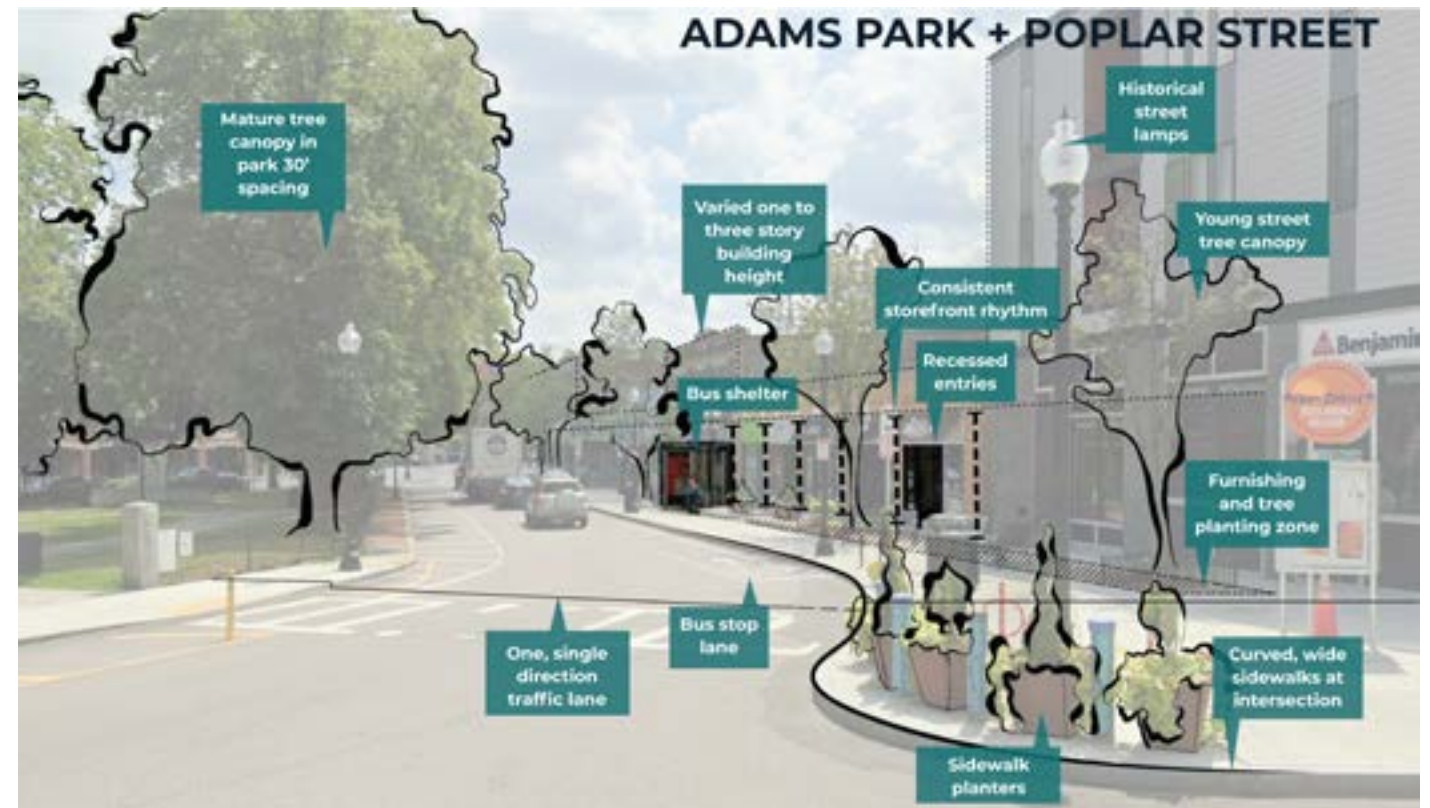 ADAMS PARK + POPLAR STREET
Historical
street
lamps
Mature tree
canopy in
park 30'
spacing
Varied one to
three story
building
height
Young street
tree canopy
Consistent
storefront rhythm
Recessed
entries
Benjamin
Bus shelter
Furnishing
and tree
planting zone
Bus stop
lane
One, single
direction
traffic lane
Curved, wide
sidewalks at
intersection
Sidewalk
planters